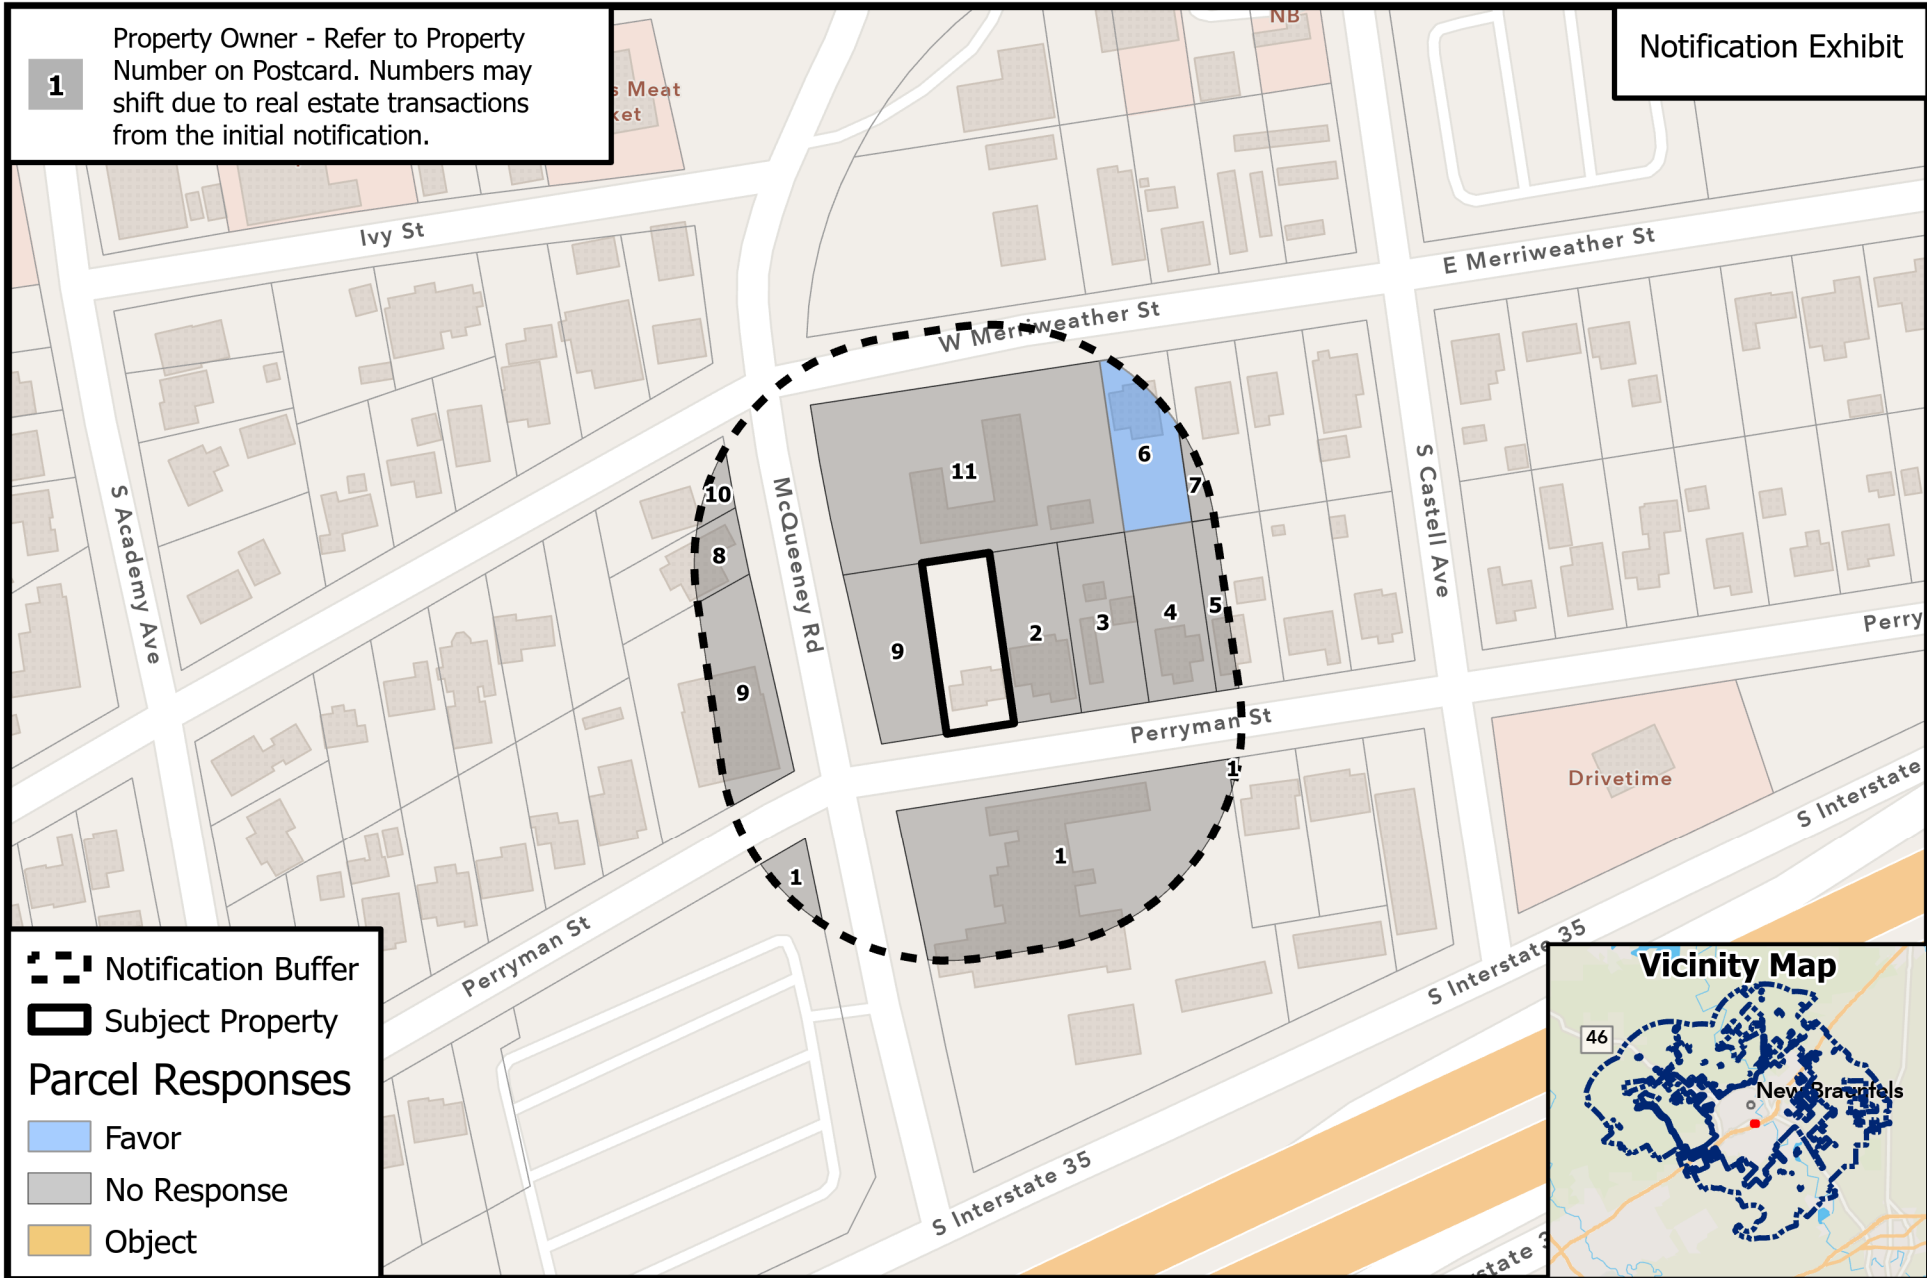 1
Property Owner - Refer to Property
Number on Postcard. Numbers may
shift due to real estate transactions
from the initial notification.
Notification Exhibit
NB
s Meat
ket
Ivy St
E Merriweather St
W Merriweather St
S Academy Ave
McQueeney Rd
S Castell Ave
11
6
7
10
8
9
9
2
3
4
5
Perry
Perryman St
1
1
1
Drivetime
S Interstate
Perryman St
S Interstate 35
S Interstate 35
state 3
Notification Buffer
Subject Property
Parcel Responses
Favor
No Response
Object
Vicinity Map
46
New Braunfels